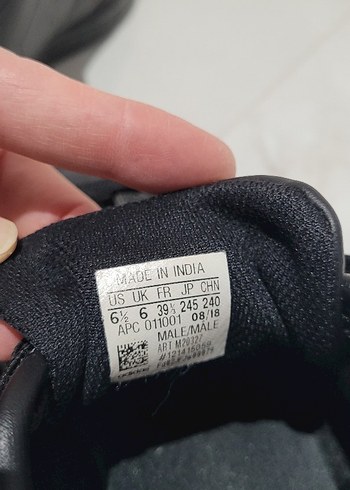 MADE IN INDIA
US UK FR JP CHN
6½ 6 39⅓ 245 240
APC 011001 08/18
MALE/MÂLE
ART M20327